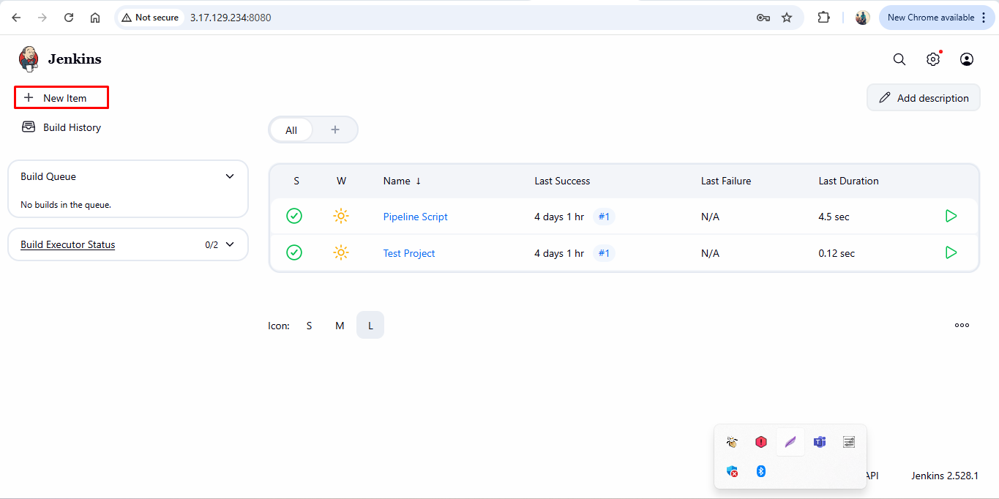 Not secure 3.17.129.234:8080 New Chrome available
Jenkins
New Item
Add description
Build History
All
Build Queue
No builds in the queue.
Build Executor Status 0/2
S W Name ↓ Last Success Last Failure Last Duration
Pipeline Script 4 days 1 hr #1 N/A 4.5 sec
Test Project 4 days 1 hr #1 N/A 0.12 sec
Icon: S M L
API Jenkins 2.528.1